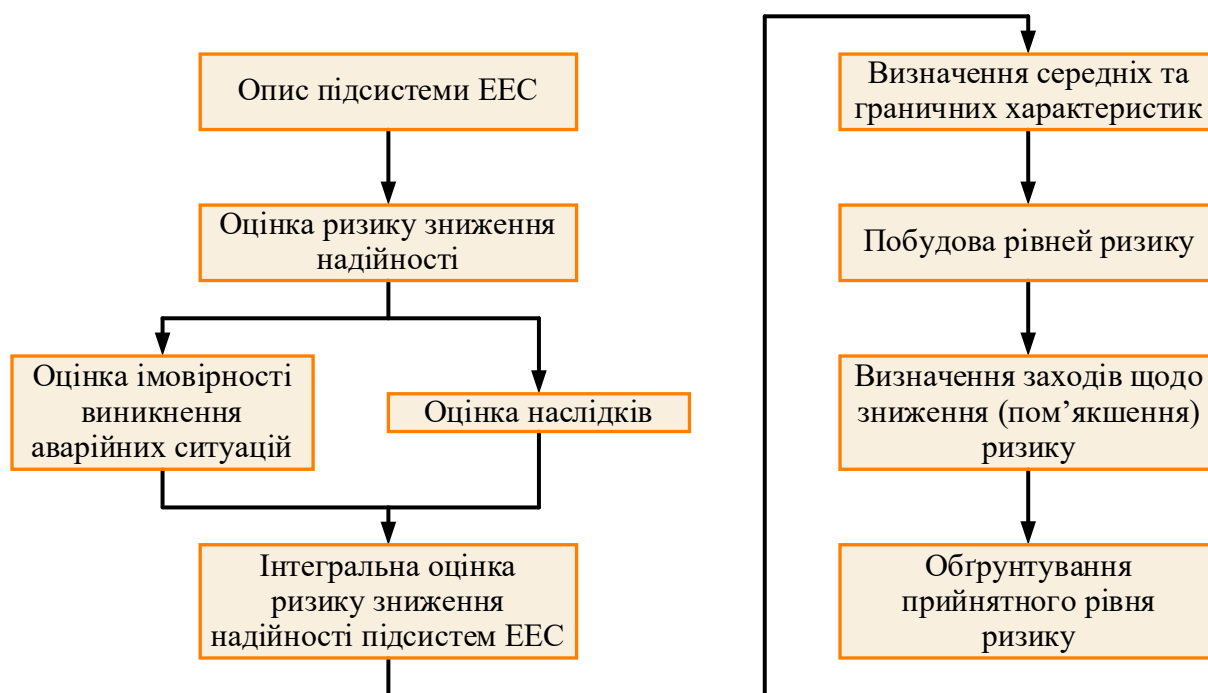 Опис підсистеми ЕЕС
Оцінка ризику зниження
надійності
Оцінка імовірності
виникнення
аварійних ситуацій
Оцінка наслідків
Інтегральна оцінка
ризику зниження
надійності підсистем ЕЕС
Визначення середніх та
граничних характеристик
Побудова рівней ризику
Визначення заходів щодо
зниження (пом’якшення)
ризику
Обґрунтування
прийнятного рівня
ризику